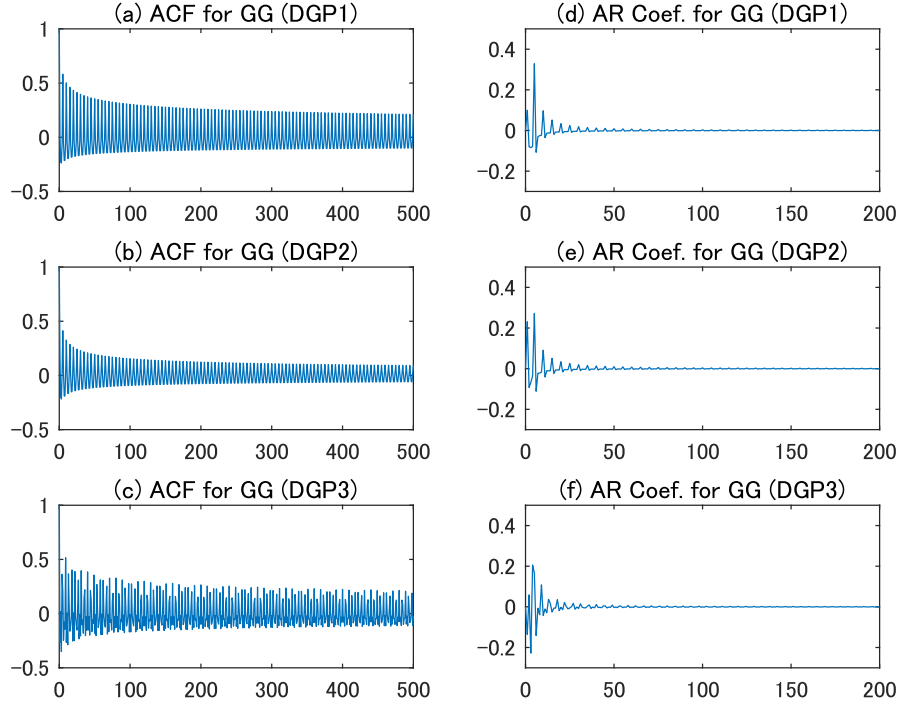 (a) ACF for GG (DGP1)
1
0.5
0
−0.5
0 100 200 300 400 500
(d) AR Coef. for GG (DGP1)
0.4
0.2
0
−0.2
0 50 100 150 200
(b) ACF for GG (DGP2)
1
0.5
0
−0.5
0 100 200 300 400 500
(e) AR Coef. for GG (DGP2)
0.4
0.2
0
−0.2
0 50 100 150 200
(c) ACF for GG (DGP3)
1
0.5
0
−0.5
0 100 200 300 400 500
(f) AR Coef. for GG (DGP3)
0.4
0.2
0
−0.2
0 50 100 150 200